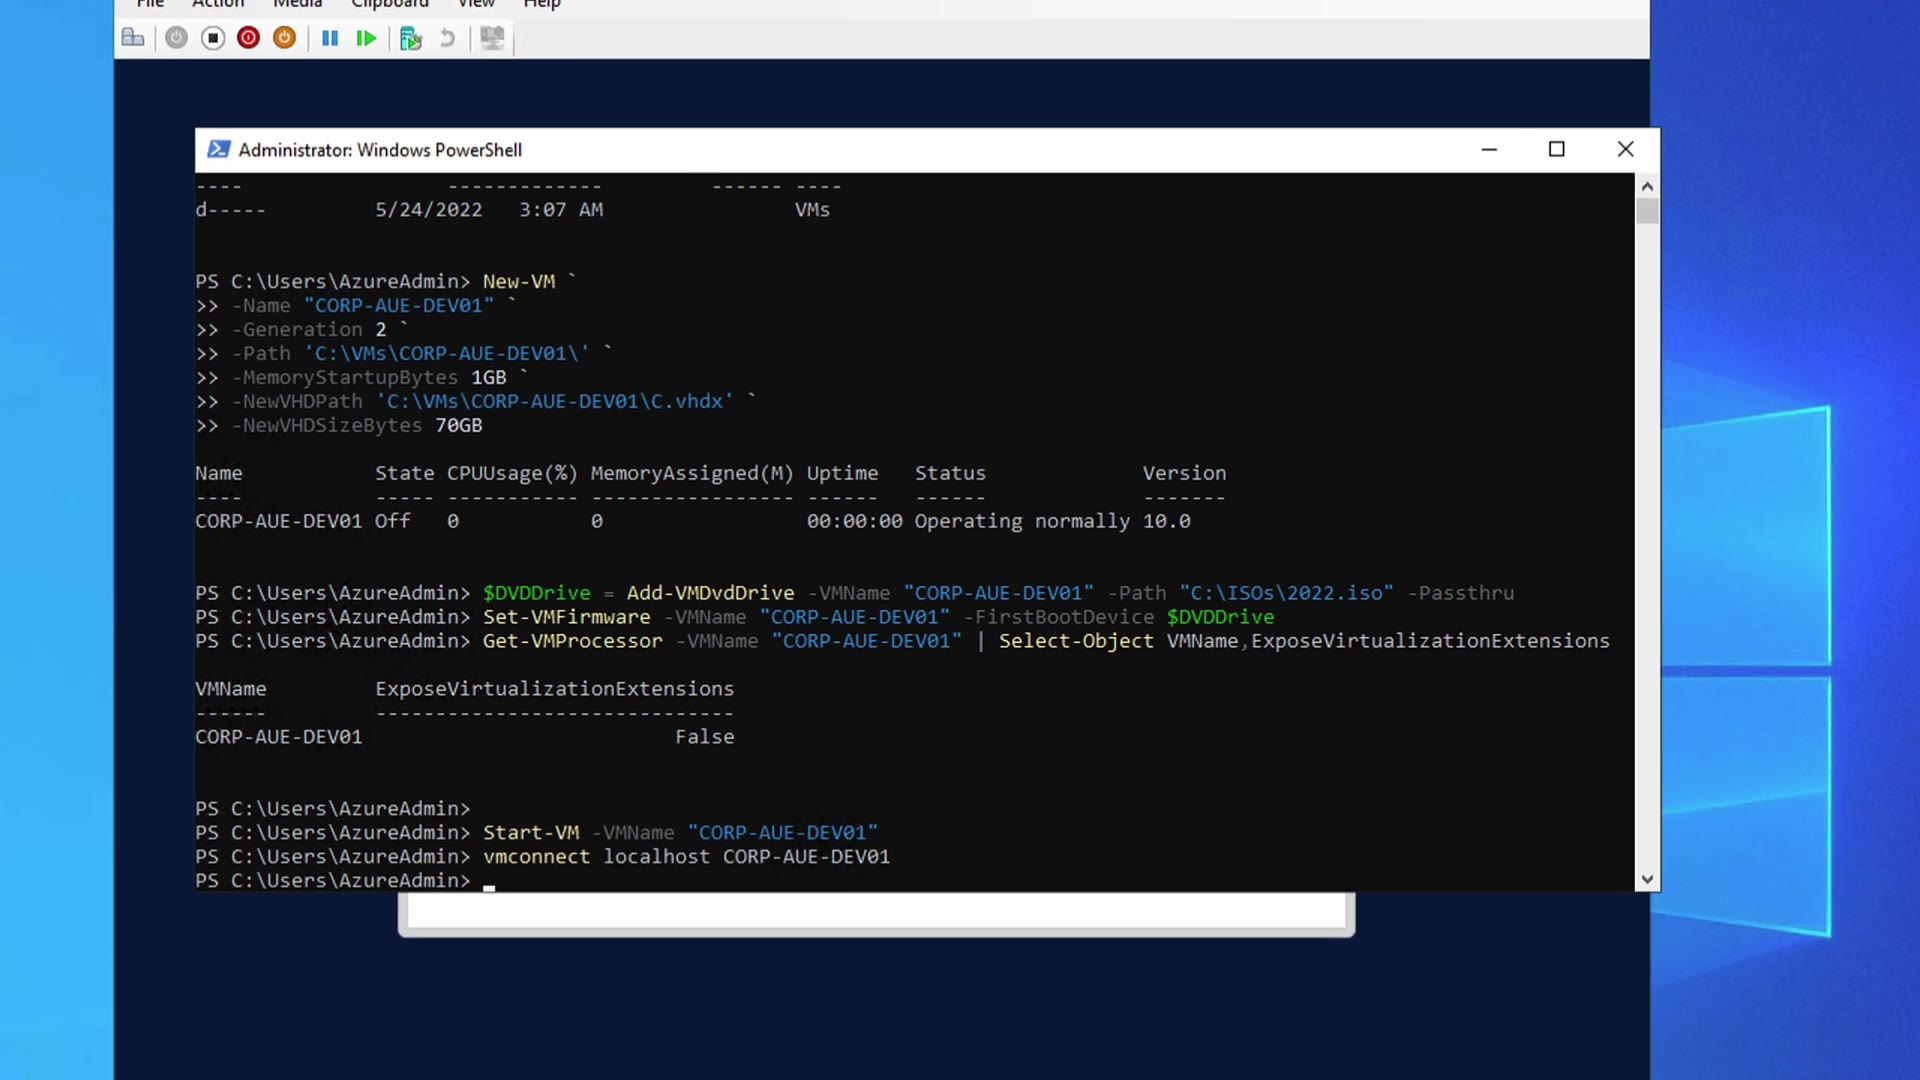 File Action Media Clipboard View Help
Administrator: Windows PowerShell
---- ------------- ------ ----
d----- 5/24/2022 3:07 AM VMs
PS C:\Users\AzureAdmin> New-VM `
>> -Name "CORP-AUE-DEV01" `
>> -Generation 2 `
>> -Path 'C:\VMs\CORP-AUE-DEV01\' `
>> -MemoryStartupBytes 1GB `
>> -NewVHDPath 'C:\VMs\CORP-AUE-DEV01\C.vhdx' `
>> -NewVHDSizeBytes 70GB
Name State CPUUsage(%) MemoryAssigned(M) Uptime Status Version
---- ----- ----------- ----------------- ------ ------ -------
CORP-AUE-DEV01 Off 0 0 00:00:00 Operating normally 10.0
PS C:\Users\AzureAdmin> $DVDDrive = Add-VMDvdDrive -VMName "CORP-AUE-DEV01" -Path "C:\ISOs\2022.iso" -Passthru
PS C:\Users\AzureAdmin> Set-VMFirmware -VMName "CORP-AUE-DEV01" -FirstBootDevice $DVDDrive
PS C:\Users\AzureAdmin> Get-VMProcessor -VMName "CORP-AUE-DEV01" | Select-Object VMName,ExposeVirtualizationExtensions
VMName ExposeVirtualizationExtensions
------ ------------------------------
CORP-AUE-DEV01 False
PS C:\Users\AzureAdmin>
PS C:\Users\AzureAdmin> Start-VM -VMName "CORP-AUE-DEV01"
PS C:\Users\AzureAdmin> vmconnect localhost CORP-AUE-DEV01
PS C:\Users\AzureAdmin>